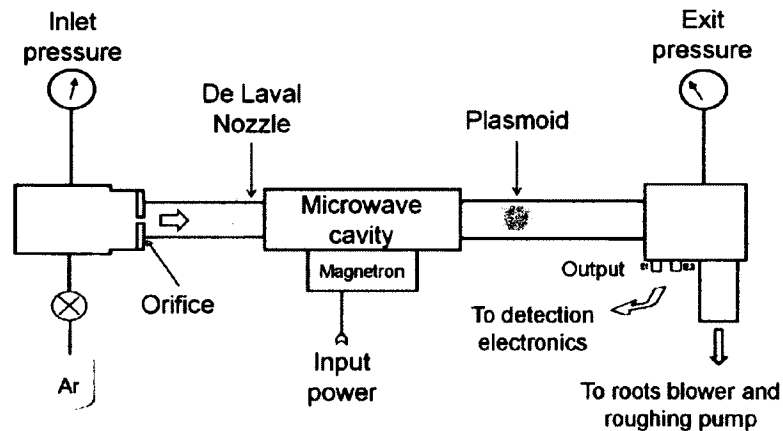 Inlet
pressure
Exit
pressure
De Laval
Nozzle
Plasmoid
Microwave
cavity
Magnetron
Orifice
Output
To detection
electronics
Input
power
Ar
To roots blower and
roughing pump